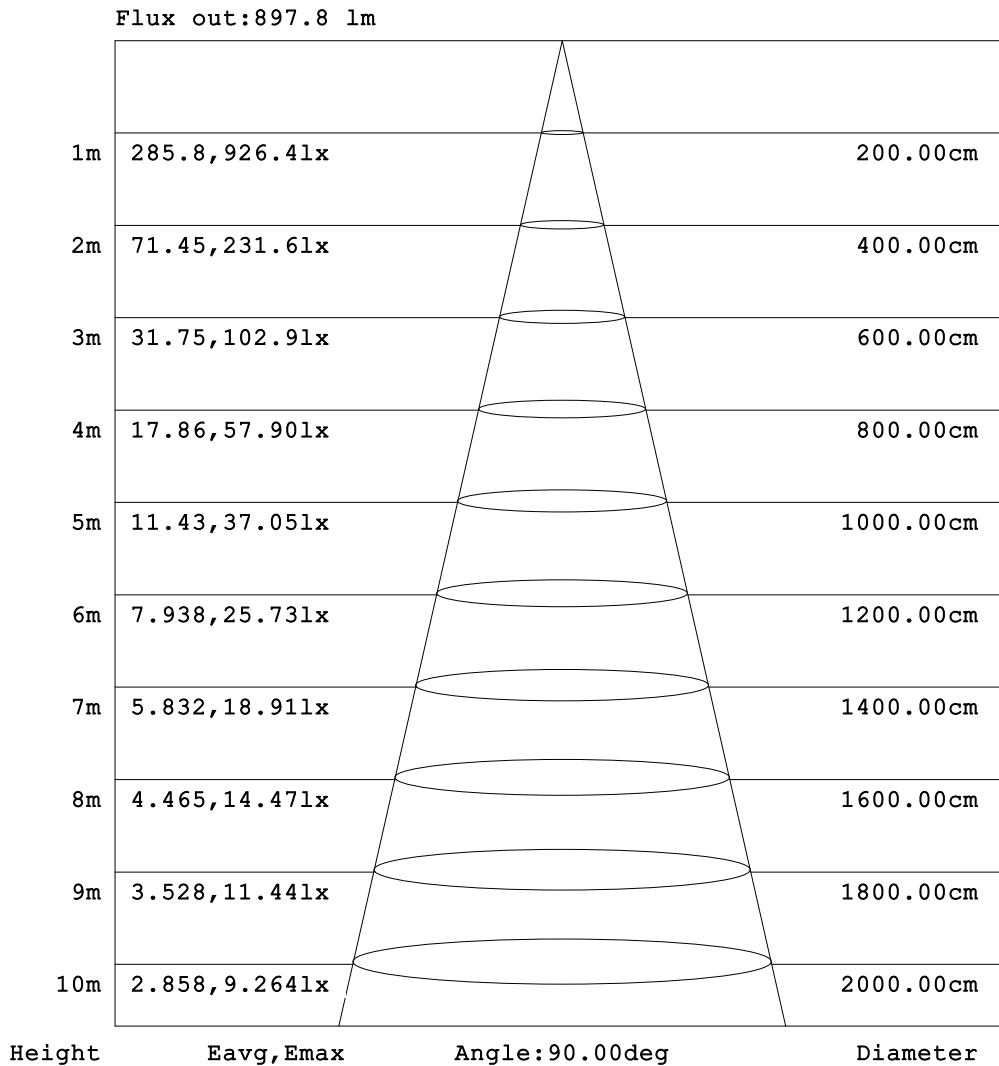 Flux out:897.8 lm
1m 285.8,926.4lx 200.00cm
2m 71.45,231.6lx 400.00cm
3m 31.75,102.9lx 600.00cm
4m 17.86,57.90lx 800.00cm
5m 11.43,37.05lx 1000.00cm
6m 7.938,25.73lx 1200.00cm
7m 5.832,18.91lx 1400.00cm
8m 4.465,14.47lx 1600.00cm
9m 3.528,11.44lx 1800.00cm
10m 2.858,9.264lx 2000.00cm
Height Eavg,Emax Angle:90.00deg Diameter